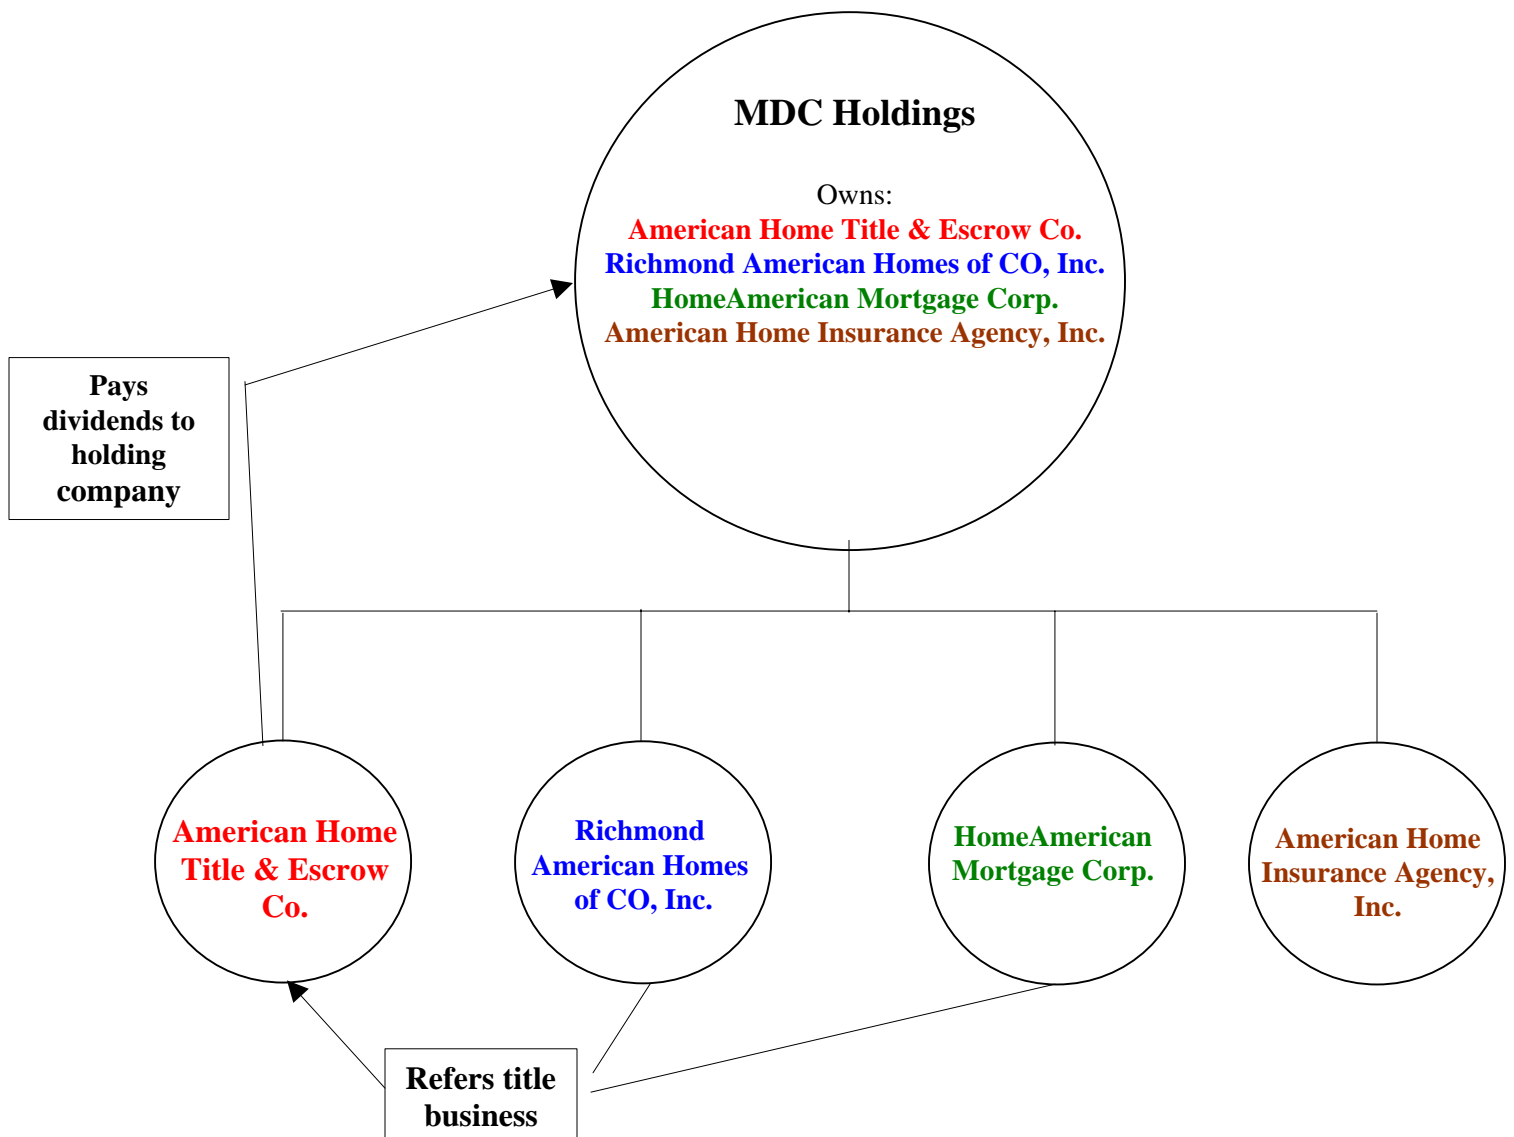 MDC Holdings
Owns:
American Home Title & Escrow Co.
Richmond American Homes of CO, Inc.
HomeAmerican Mortgage Corp.
American Home Insurance Agency, Inc.
Pays
dividends to
holding
company
American Home
Title & Escrow
Co.
Richmond
American Homes
of CO, Inc.
HomeAmerican
Mortgage Corp.
American Home
Insurance Agency,
Inc.
Refers title
business